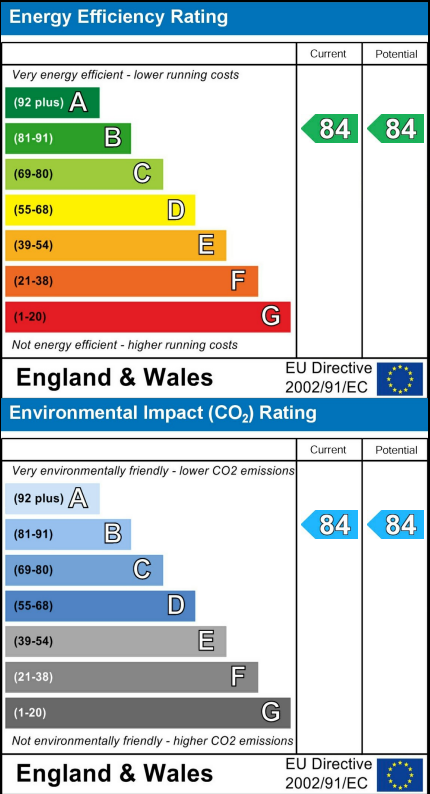 Energy Efficiency Rating
Current Potential
Very energy efficient - lower running costs
(92 plus) A
(81-91) B
84 84
(69-80) C
(55-68) D
(39-54) E
(21-38) F
(1-20) G
Not energy efficient - higher running costs
England & Wales
EU Directive
2002/91/EC
Environmental Impact (CO₂) Rating
Current Potential
Very environmentally friendly - lower CO2 emissions
(92 plus) A
(81-91) B
84 84
(69-80) C
(55-68) D
(39-54) E
(21-38) F
(1-20) G
Not environmentally friendly - higher CO2 emissions
England & Wales
EU Directive
2002/91/EC